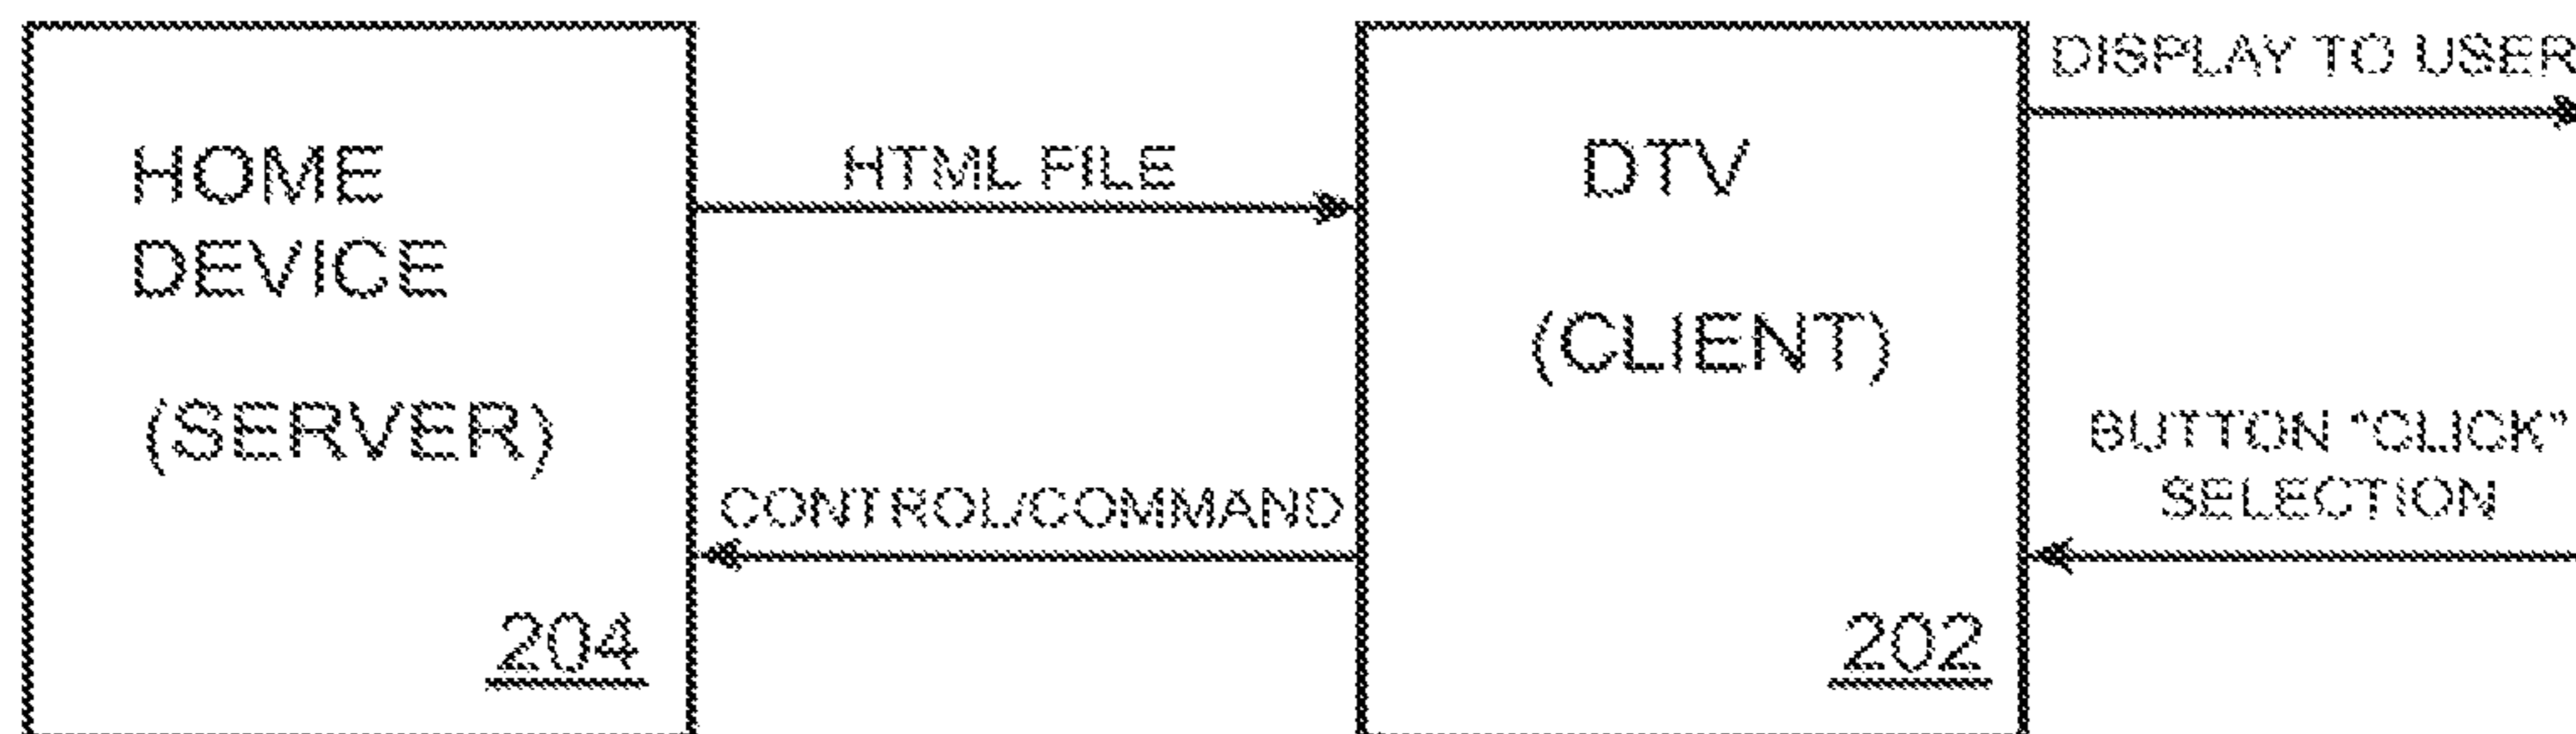 HOME
DEVICE
(SERVER)
204
HTML FILE
CONTROL/COMMAND
DTV
(CLIENT)
202
DISPLAY TO USER
BUTTON "CLICK"
SELECTION